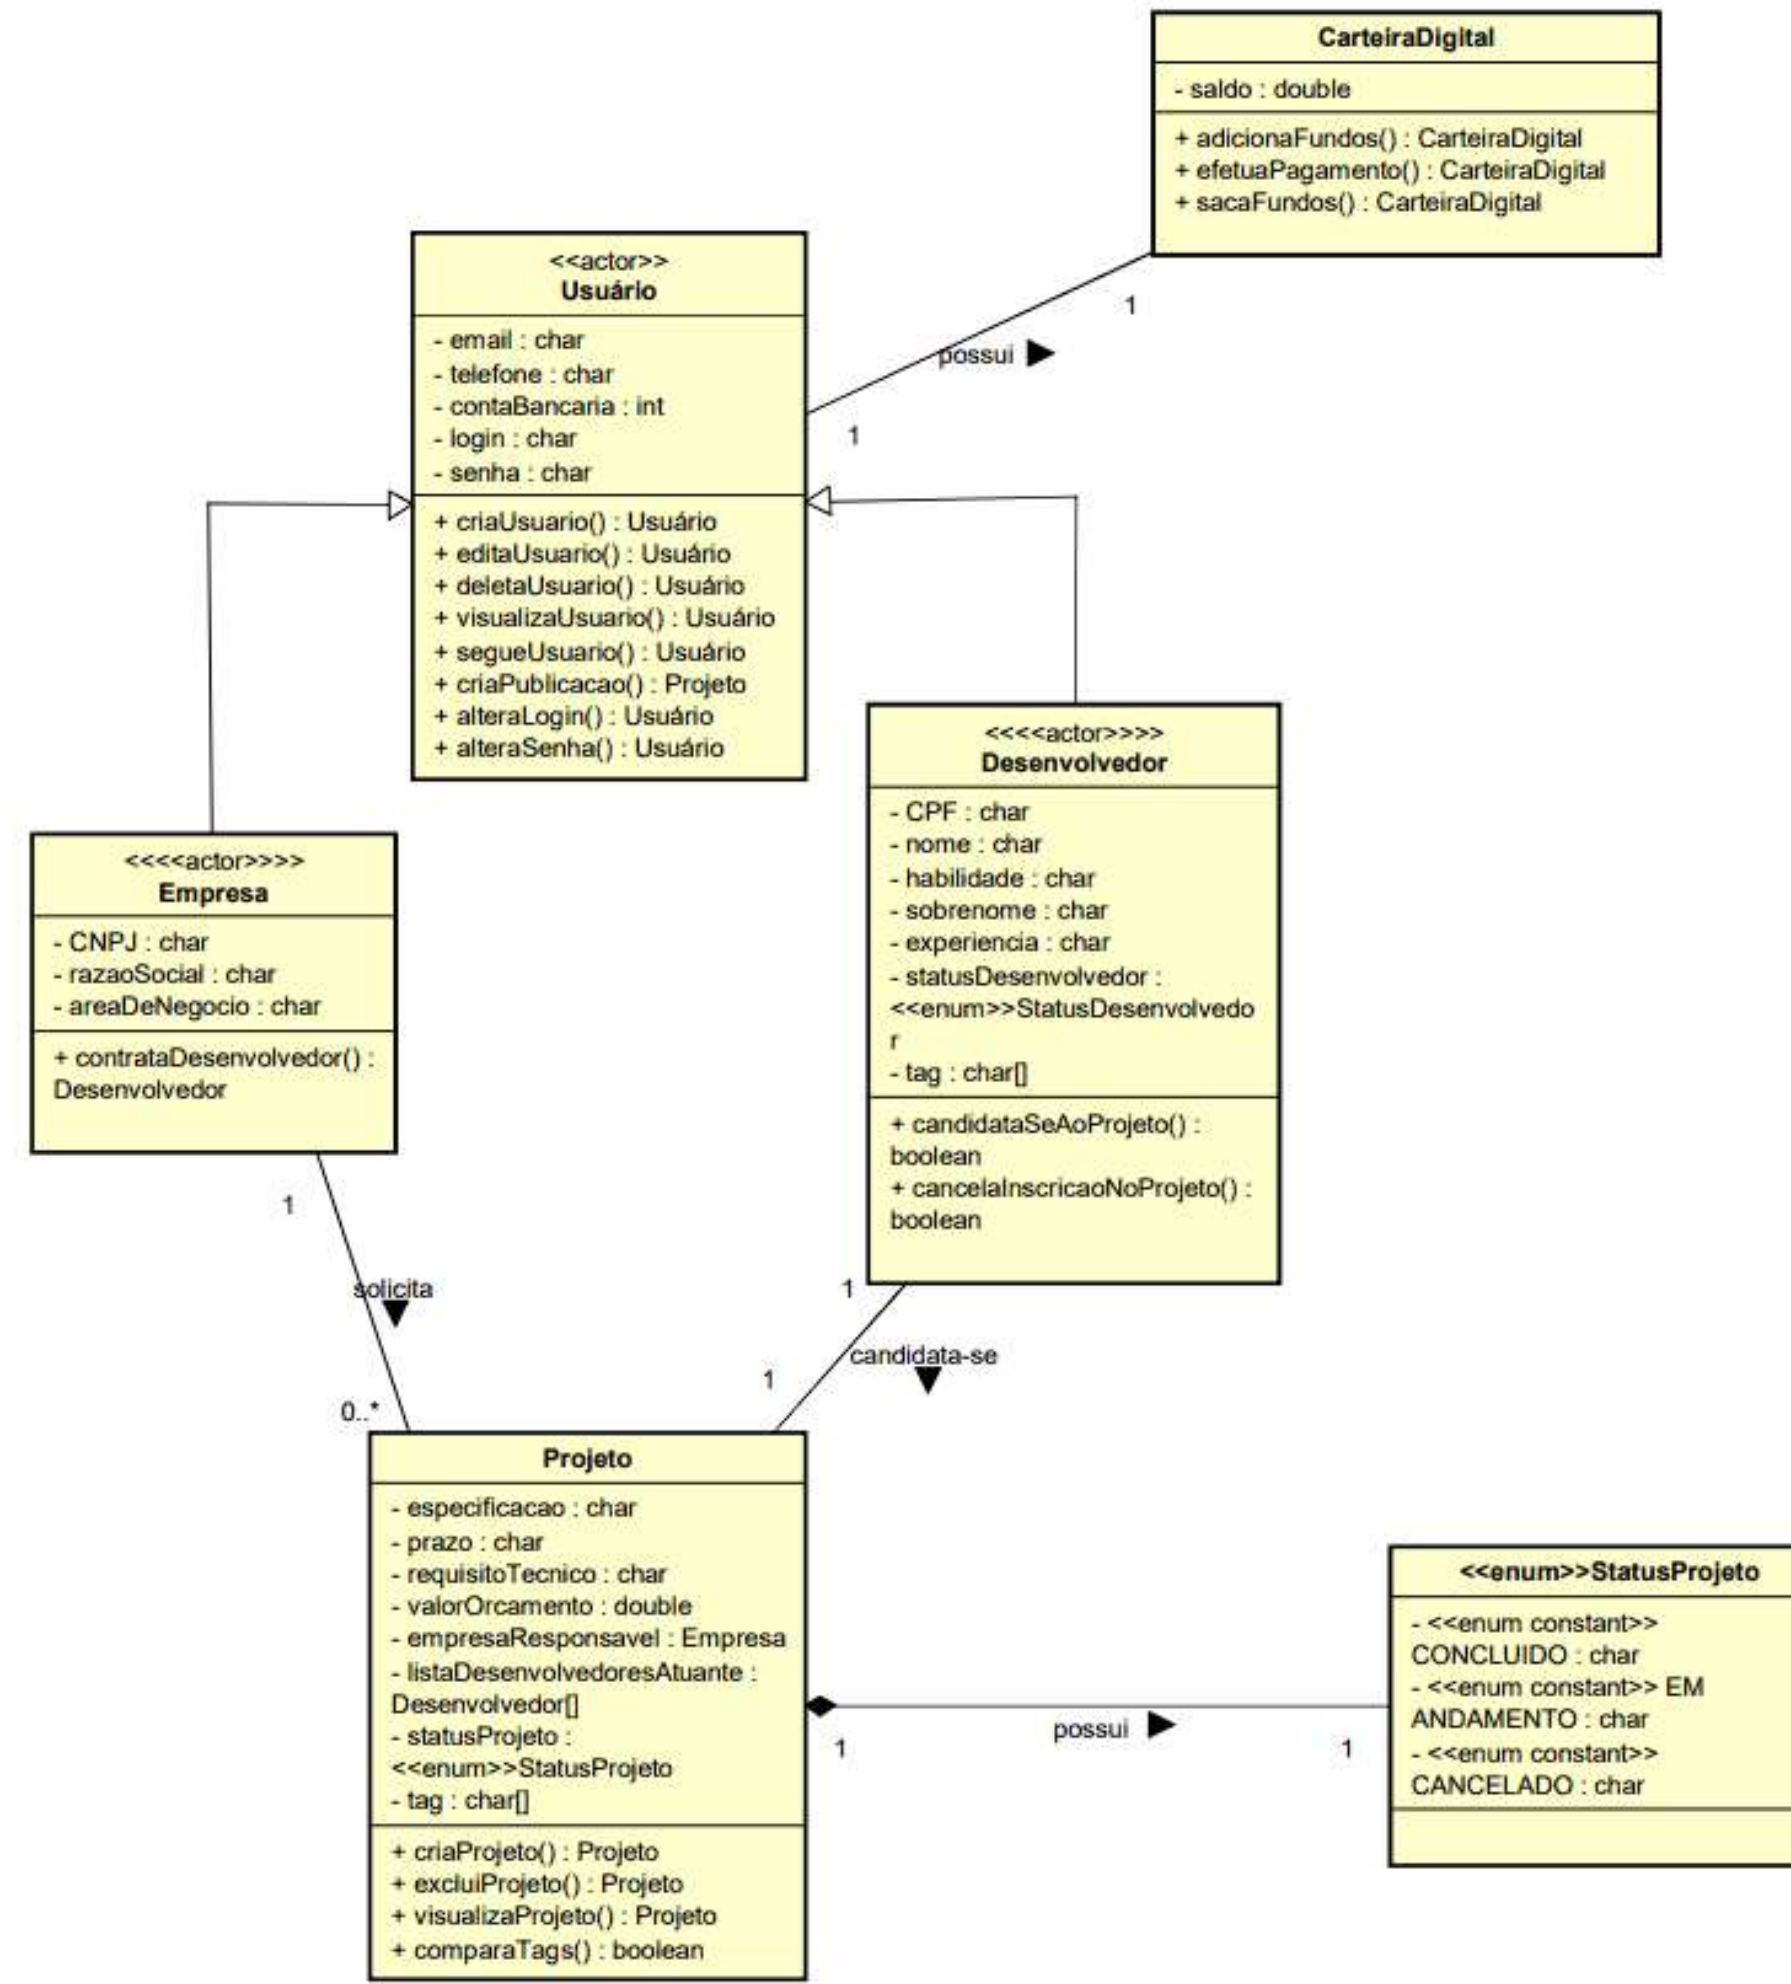 CarteiraDigital
- saldo : double
+ adicionaFundos() : CarteiraDigital
+ efetuaPagamento() : CarteiraDigital
+ sacaFundos() : CarteiraDigital
1
possui
1
<<actor>>
Usuário
- email : char
- telefone : char
- contaBancaria : int
- login : char
- senha : char
+ criaUsuario() : Usuário
+ editaUsuario() : Usuário
+ deletaUsuario() : Usuário
+ visualizaUsuario() : Usuário
+ segueUsuario() : Usuário
+ criaPublicacao() : Projeto
+ alteraLogin() : Usuário
+ alteraSenha() : Usuário
<<<<actor>>>>
Empresa
- CNPJ : char
- razaoSocial : char
- areaDeNegocio : char
+ contrataDesenvolvedor() :
Desenvolvedor
<<<<actor>>>>
Desenvolvedor
- CPF : char
- nome : char
- habilidade : char
- sobrenome : char
- experiencia : char
- statusDesenvolvedor :
<<enum>>StatusDesenvolvedo
r
- tag : char[]
+ candidataSeAoProjeto() :
boolean
+ cancelaInscricaoNoProjeto() :
boolean
1
solicita
0..*
1
candidata-se
1
Projeto
- especificacao : char
- prazo : char
- requisitoTecnico : char
- valorOrcamento : double
- empresaResponsavel : Empresa
- listaDesenvolvedoresAtuante :
Desenvolvedor[]
- statusProjeto :
<<enum>>StatusProjeto
- tag : char[]
+ criaProjeto() : Projeto
+ excluiProjeto() : Projeto
+ visualizaProjeto() : Projeto
+ comparaTags() : boolean
1
possui
1
<<enum>>StatusProjeto
- <<enum constant>>
CONCLUIDO : char
- <<enum constant>> EM
ANDAMENTO : char
- <<enum constant>>
CANCELADO : char